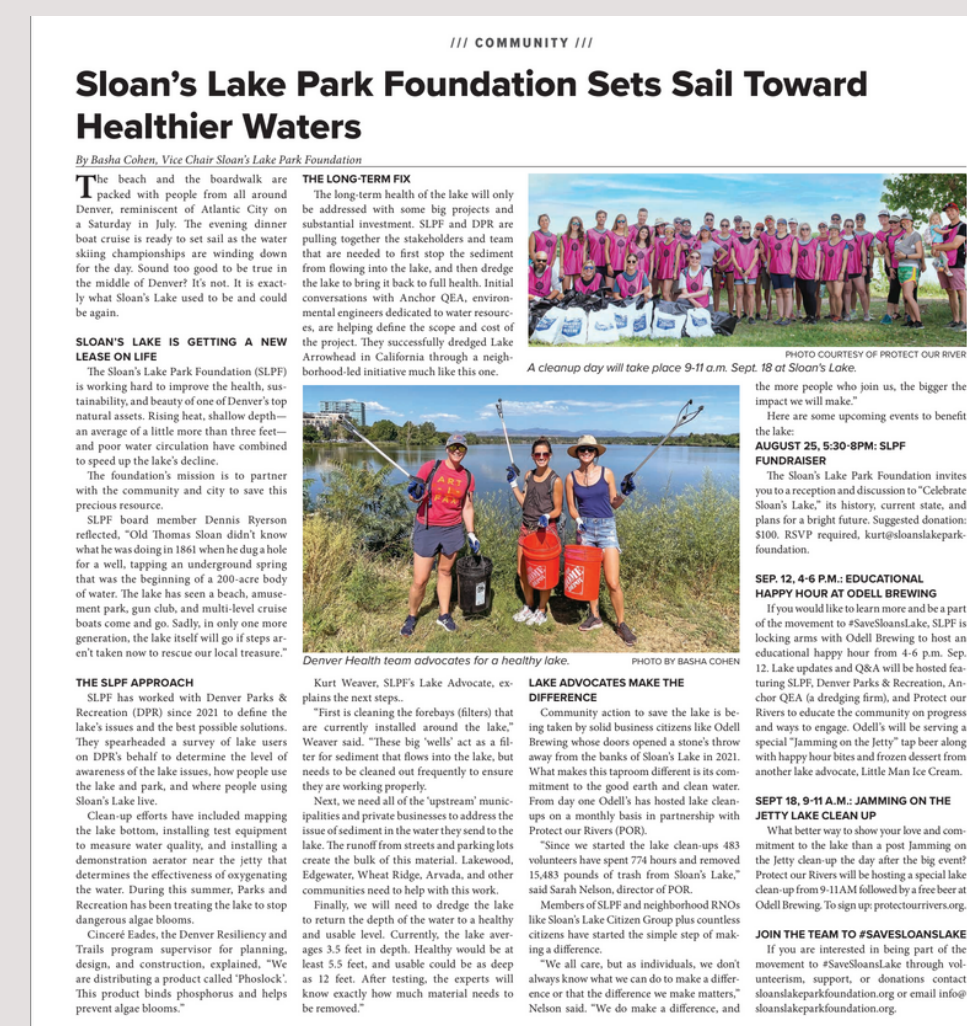 /// COMMUNITY ///
Sloan's Lake Park Foundation Sets Sail Toward
Healthier Waters
By Basha Cohen, Vice Chair Sloan's Lake Park Foundation
The beach and the boardwalk are
packed with people from all around
Denver, reminiscent of Atlantic City on
a Saturday in July. The evening dinner
boat cruise is ready to set sail as the water
skiing championships are winding down
for the day. Sound too good to be true in
the middle of Denver? It's not. It is exact-
ly what Sloan's Lake used to be and could
be again.
SLOAN'S LAKE IS GETTING A NEW
LEASE ON LIFE
The Sloan's Lake Park Foundation (SLPF)
is working hard to improve the health, sus-
tainability, and beauty of one of Denver's top
natural assets. Rising heat, shallow depth—
an average of a little more than three feet—
and poor water circulation have combined
to speed up the lake's decline.
The foundation's mission is to partner
with the community and city to save this
precious resource.
SLPF board member Dennis Ryerson
reflected, "Old Thomas Sloan didn't know
what he was doing in 1861 when he dug a hole
for a well, tapping an underground spring
that was the beginning of a 200-acre body
of water. The lake has seen a beach, amuse-
ment park, gun club, and multi-level cruise
boats come and go. Sadly, in only one more
generation, the lake itself will go if steps ar-
en't taken now to rescue our local treasure."
THE SLPF APPROACH
SLPF has worked with Denver Parks &
Recreation (DPR) since 2021 to define the
lake's issues and the best possible solutions.
They spearheaded a survey of lake users
on DPR's behalf to determine the level of
awareness of the lake issues, how people use
the lake and park, and where people using
Sloan's Lake live.
Clean-up efforts have included mapping
the lake bottom, installing test equipment
to measure water quality, and installing a
demonstration aerator near the jetty that
determines the effectiveness of oxygenating
the water. During this summer, Parks and
Recreation has been treating the lake to stop
dangerous algae blooms.
Cinceré Eades, the Denver Resiliency and
Trails program supervisor for planning,
design, and construction, explained, "We
are distributing a product called 'Phoslock'.
This product binds phosphorus and helps
prevent algae blooms."
THE LONG-TERM FIX
The long-term health of the lake will only
be addressed with some big projects and
substantial investment. SLPF and DPR are
pulling together the stakeholders and team
that are needed to first stop the sediment
from flowing into the lake, and then dredge
the lake to bring it back to full health. Initial
conversations with Anchor QEA, environ-
mental engineers dedicated to water resourc-
es, are helping define the scope and cost of
the project. They successfully dredged Lake
Arrowhead in California through a neigh-
borhood-led initiative much like this one.
PHOTO COURTESY OF PROTECT OUR RIVER
A cleanup day will take place 9-11 a.m. Sept. 18 at Sloan's Lake.
ART
I·S
PAM
THE HOME DEPOT
THE HOME DEPOT
Denver Health team advocates for a healthy lake.
PHOTO BY BASHA COHEN
Kurt Weaver, SLPF's Lake Advocate, ex-
plains the next steps..
"First is cleaning the forebays (filters) that
are currently installed around the lake,"
Weaver said. "These big 'wells' act as a fil-
ter for sediment that flows into the lake, but
needs to be cleaned out frequently to ensure
they are working properly.
Next, we need all of the 'upstream' munic-
ipalities and private businesses to address the
issue of sediment in the water they send to the
lake. The runoff from streets and parking lots
create the bulk of this material. Lakewood,
Edgewater, Wheat Ridge, Arvada, and other
communities need to help with this work.
Finally, we will need to dredge the lake
to return the depth of the water to a healthy
and usable level. Currently, the lake aver-
ages 3.5 feet in depth. Healthy would be at
least 5.5 feet, and usable could be as deep
as 12 feet. After testing, the experts will
know exactly how much material needs to
be removed."
LAKE ADVOCATES MAKE THE
DIFFERENCE
Community action to save the lake is be-
ing taken by solid business citizens like Odell
Brewing whose doors opened a stone's throw
away from the banks of Sloan's Lake in 2021.
What makes this taproom different is its com-
mitment to the good earth and clean water.
From day one Odell's has hosted lake clean-
ups on a monthly basis in partnership with
Protect our Rivers (POR).
"Since we started the lake clean-ups 483
volunteers have spent 774 hours and removed
15,483 pounds of trash from Sloan's Lake,"
said Sarah Nelson, director of POR.
Members of SLPF and neighborhood RNOs
like Sloan's Lake Citizen Group plus countless
citizens have started the simple step of mak-
ing a difference.
"We all care, but as individuals, we don't
always know what we can do to make a differ-
ence or that the difference we make matters,"
Nelson said. "We do make a difference, and
the more people who join us, the bigger the
impact we will make."
Here are some upcoming events to benefit
the lake:
AUGUST 25, 5:30-8PM: SLPF
FUNDRAISER
The Sloan's Lake Park Foundation invites
you to a reception and discussion to "Celebrate
Sloan's Lake," its history, current state, and
plans for a bright future. Suggested donation:
$100. RSVP required, kurt@sloanslakepark-
foundation.
SEP. 12, 4-6 P.M.: EDUCATIONAL
HAPPY HOUR AT ODELL BREWING
If you would like to learn more and be a part
of the movement to #SaveSloansLake, SLPF is
locking arms with Odell Brewing to host an
educational happy hour from 4-6 p.m. Sep.
12. Lake updates and Q&A will be hosted fea-
turing SLPF, Denver Parks & Recreation, An-
chor QEA (a dredging firm), and Protect our
Rivers to educate the community on progress
and ways to engage. Odell's will be serving a
special "Jamming on the Jetty" tap beer along
with happy hour bites and frozen dessert from
another lake advocate, Little Man Ice Cream.
SEPT 18, 9-11 A.M.: JAMMING ON THE
JETTY LAKE CLEAN UP
What better way to show your love and com-
mitment to the lake than a post Jamming on
the Jetty clean-up the day after the big event?
Protect our Rivers will be hosting a special lake
clean-up from 9-11AM followed by a free beer at
Odell Brewing. To sign up: protectourrivers.org.
JOIN THE TEAM TO #SAVESLOANSLAKE
If you are interested in being part of the
movement to #SaveSloansLake through vol-
unteerism, support, or donations contact
sloanslakeparkfoundation.org or email info@
sloanslakeparkfoundation.org.